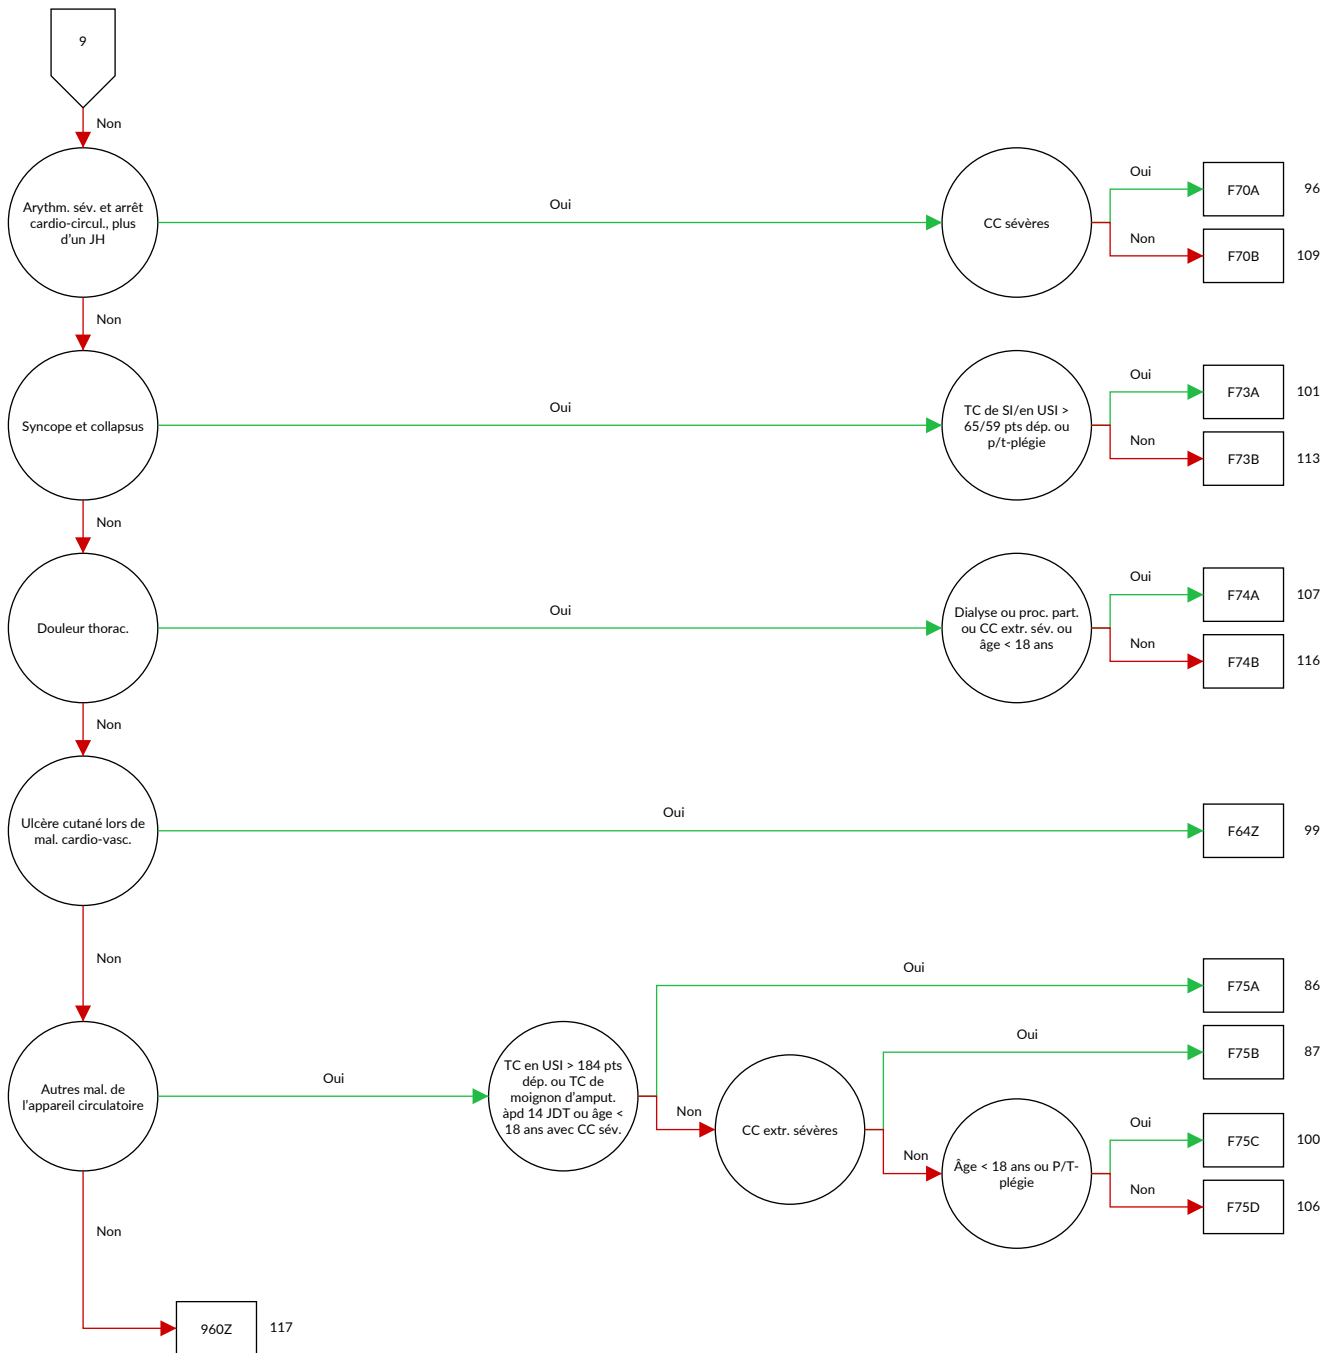 9
Non
Arythm. sév. et arrêt
cardio-circul., plus
d'un JH
Oui
CC sévères
Oui
F70A
96
Non
F70B
109
Non
Syncope et collapsus
Oui
TC de SI/en USI >
65/59 pts dép. ou
p/t-plégie
Oui
F73A
101
Non
F73B
113
Non
Douleur thorac.
Oui
Dialyse ou proc. part.
ou CC extr. sév. ou
âge < 18 ans
Oui
F74A
107
Non
F74B
116
Non
Ulcère cutané lors de
mal. cardio-vasc.
Oui
F64Z
99
Non
Autres mal. de
l'appareil circulatoire
Oui
TC en USI > 184 pts
dép. ou TC de
moignon d'amput.
àpd 14 JDT ou âge <
18 ans avec CC sév.
Oui
F75A
86
Non
CC extr. sévères
Oui
F75B
87
Non
Âge < 18 ans ou P/T-
plégie
Oui
F75C
100
Non
F75D
106
Non
960Z
117